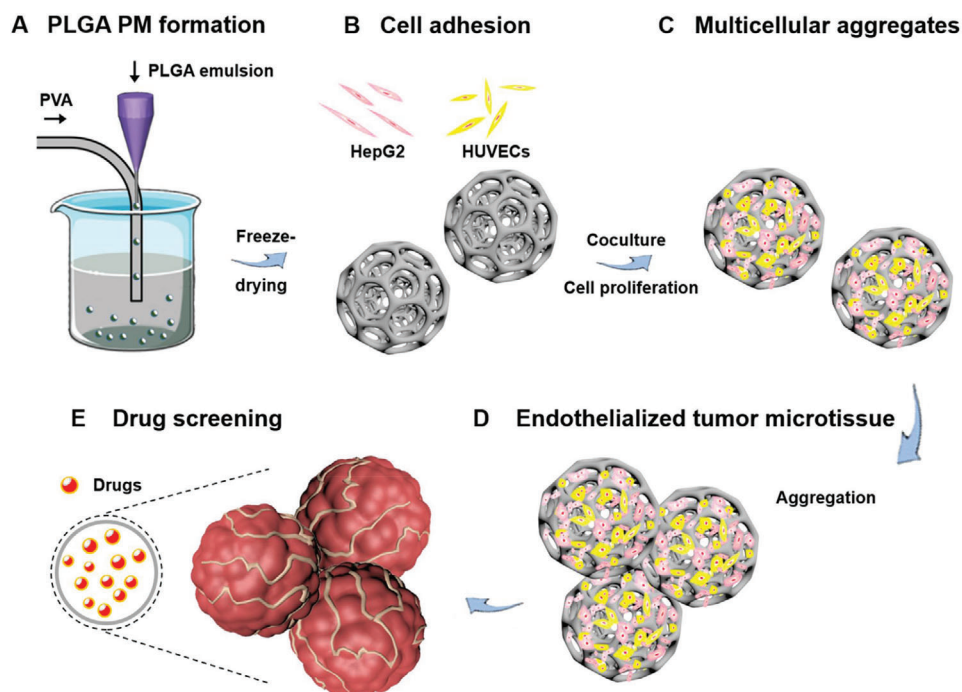 A PLGA PM formation
PLGA emulsion
PVA
Freeze-
drying
B Cell adhesion
HepG2
HUVECs
Coculture
Cell proliferation
C Multicellular aggregates
D Endothelialized tumor microtissue
Aggregation
E Drug screening
Drugs